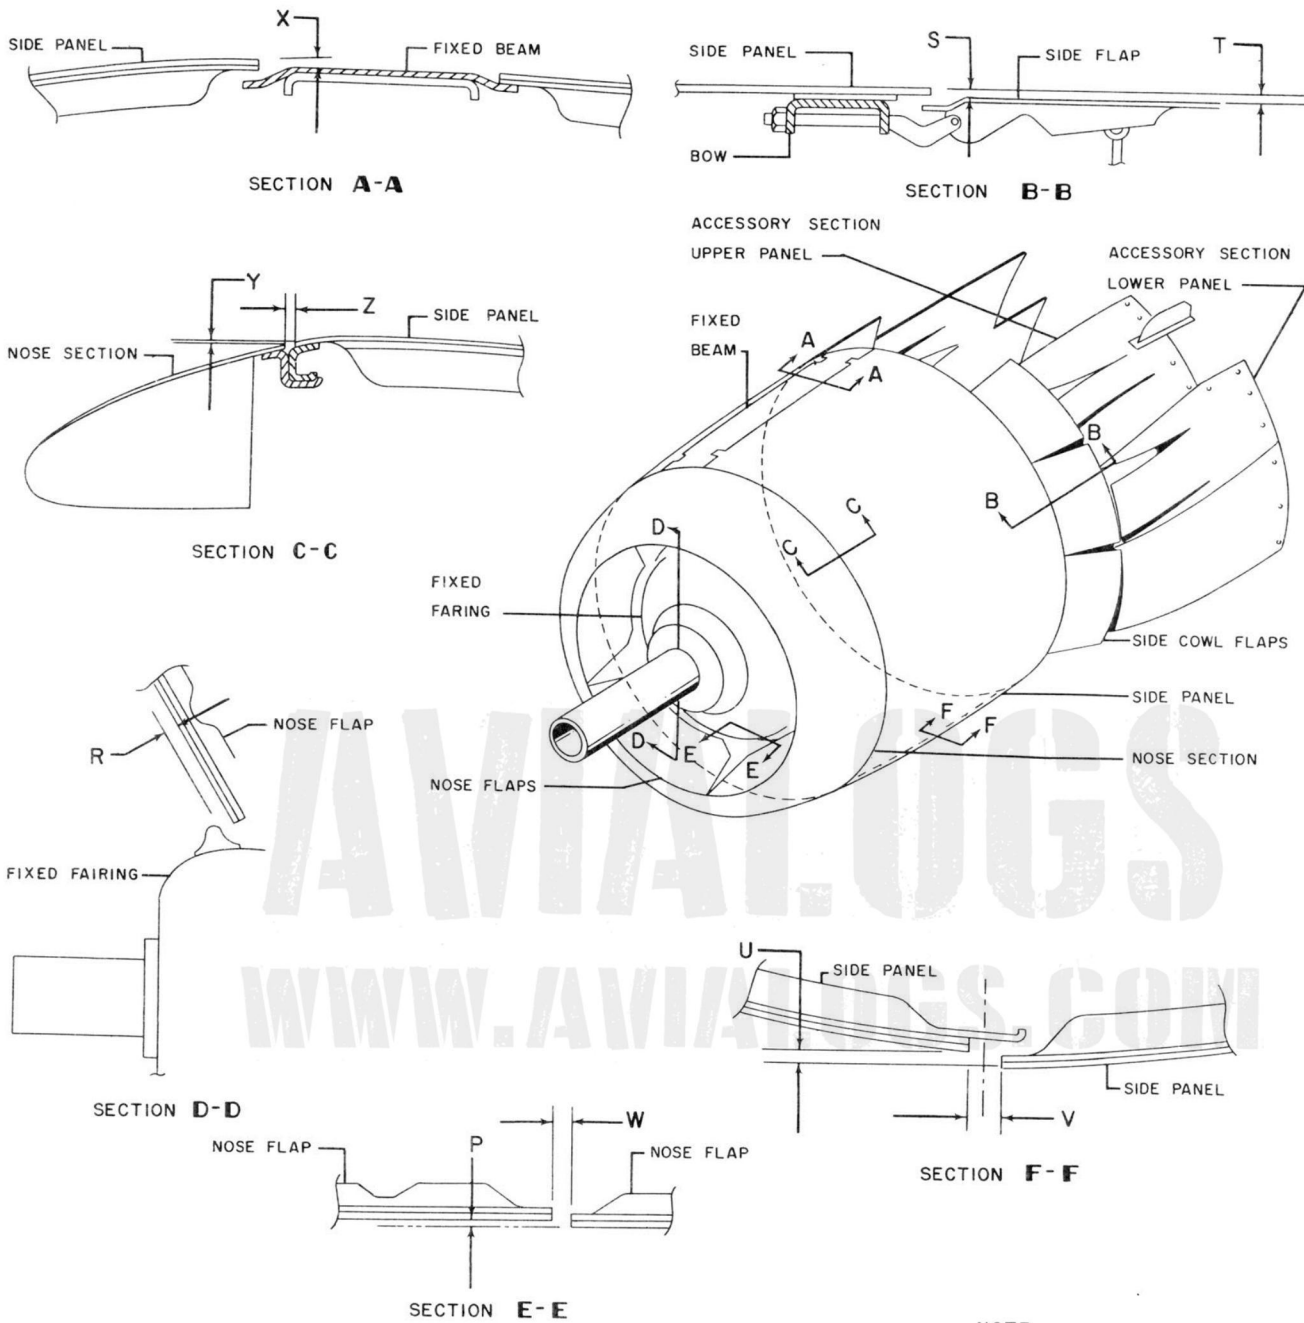 X
SIDE PANEL
FIXED BEAM
SECTION A-A
SIDE PANEL
S
SIDE FLAP
T
BOW
SECTION B-B
Y
Z
SIDE PANEL
NOSE SECTION
SECTION C-C
ACCESSORY SECTION
UPPER PANEL
ACCESSORY SECTION
LOWER PANEL
FIXED
BEAM
A
A
B
B
C
C
D
FIXED
FARING
SIDE COWL FLAPS
SIDE PANEL
F
F
NOSE SECTION
D
E
E
NOSE FLAPS
NOSE FLAP
R
FIXED FAIRING
SECTION D-D
AVIALOGS
WWW.AVIALOGS.COM
U
SIDE PANEL
SIDE PANEL
V
SECTION F-F
W
P
NOSE FLAP
NOSE FLAP
SECTION E-E